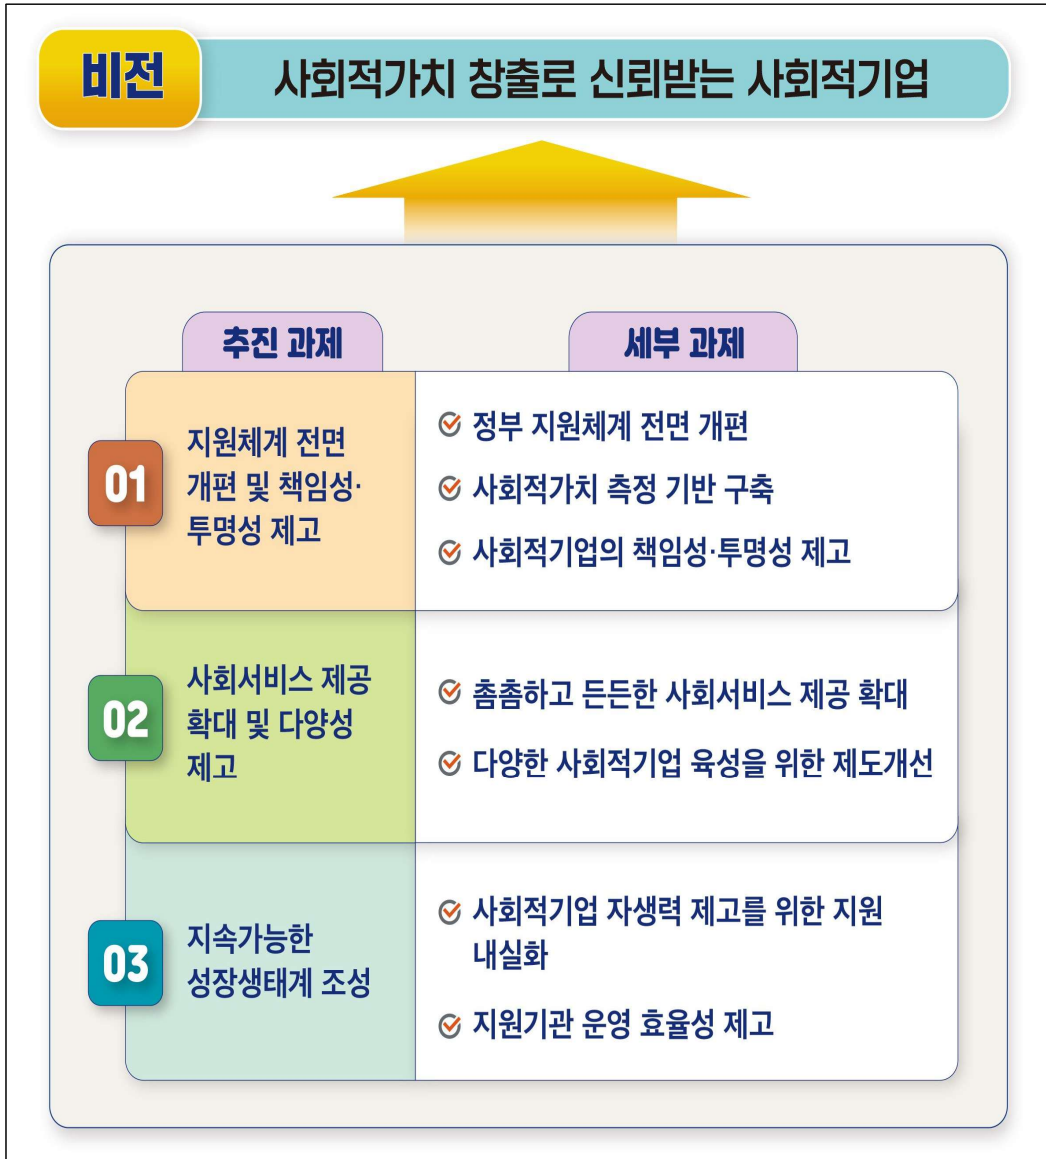 비전
사회적가치 창출로 신뢰받는 사회적기업
추진 과제
세부 과제
01
지원체계 전면
개편 및 책임성·
투명성 제고
정부 지원체계 전면 개편
사회적가치 측정 기반 구축
사회적기업의 책임성·투명성 제고
02
사회서비스 제공
확대 및 다양성
제고
촘촘하고 든든한 사회서비스 제공 확대
다양한 사회적기업 육성을 위한 제도개선
03
지속가능한
성장생태계 조성
사회적기업 자생력 제고를 위한 지원
내실화
지원기관 운영 효율성 제고